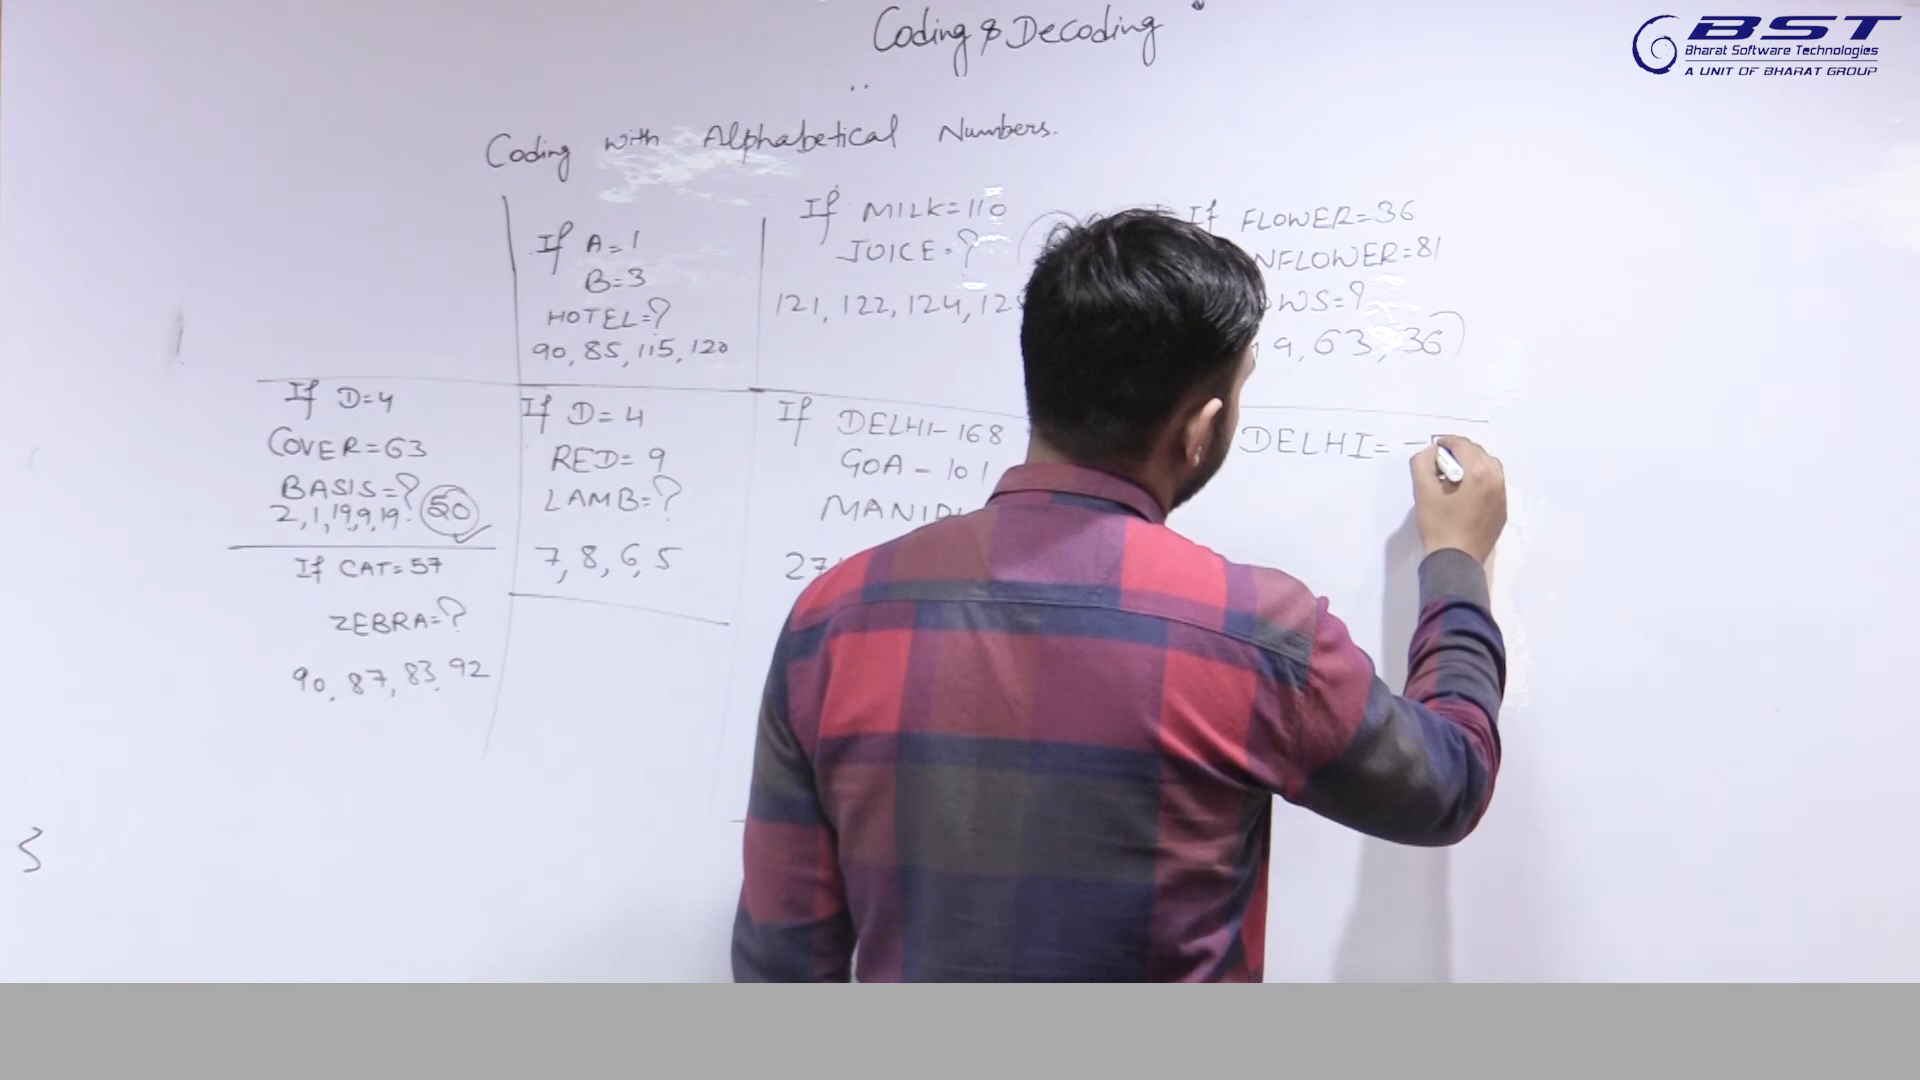 Coding & Decoding
BST
Bharat Software Technologies
A UNIT OF BHARAT GROUP
Coding with Alphabetical Numbers.
If A=1
B=3
HOTEL=?
90, 85, 115, 120
If MILK=110
JUICE=?
121, 122, 124, 12
If FLOWER=36
NFLOWER=81
OWS=?
9, 63, 36
If D=4
COVER=63
BASIS=?
2,1,19,9,19. 50
If CAT=57
ZEBRA=?
90, 87, 83, 92
If D=4
RED=9
LAMB=?
7, 8, 6, 5
If DELHI-168
GOA-101
MANIP
27
DELHI=